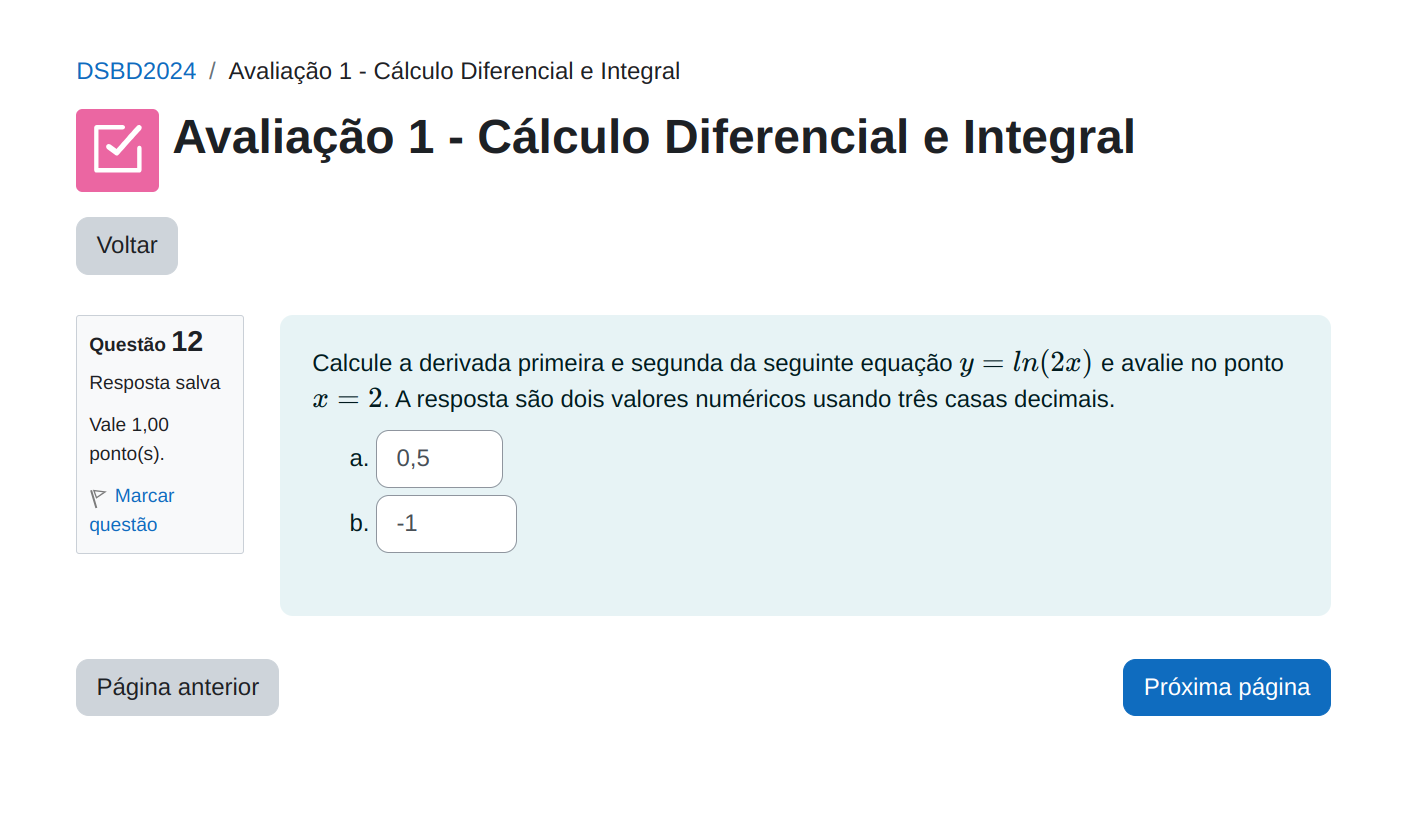 DSBD2024 / Avaliação 1 - Cálculo Diferencial e Integral
Avaliação 1 - Cálculo Diferencial e Integral
Voltar
Questão 12
Resposta salva
Vale 1,00
ponto(s).
Marcar
questão
Calcule a derivada primeira e segunda da seguinte equação y = ln(2x) e avalie no ponto
x = 2. A resposta são dois valores numéricos usando três casas decimais.
a. 0,5
b. -1
Página anterior
Próxima página